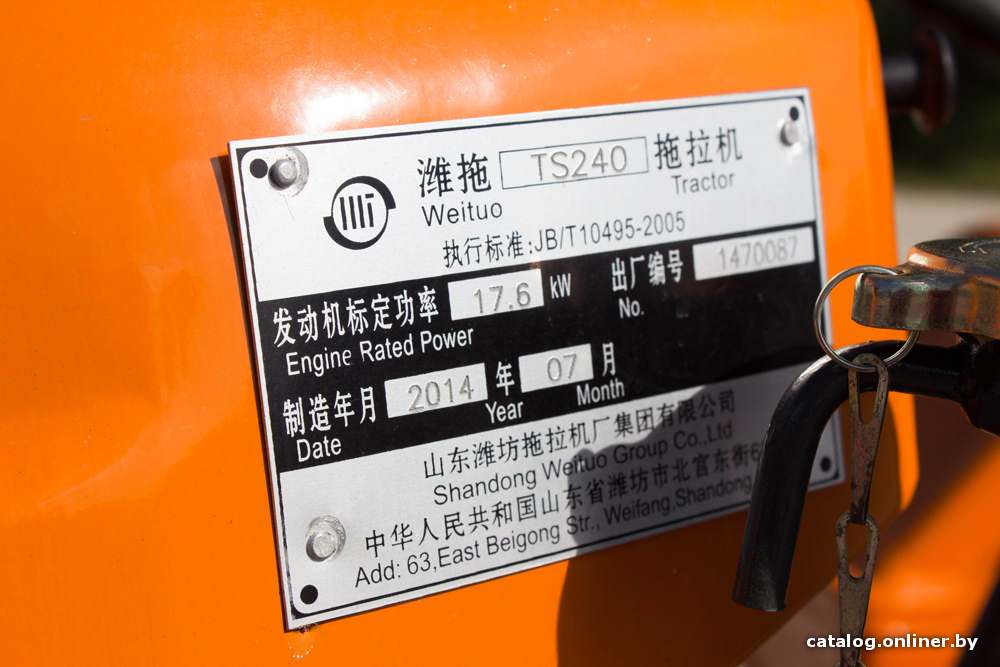 潍拖 TS240 拖拉机
Weituo Tractor
执行标准:JB/T10495-2005
发动机标定功率 17.6 kW 出厂编号 1470087
Engine Rated Power No.
制造年月 2014 年 07 月
Date Year Month
山东潍坊拖拉机厂集团有限公司
Shandong Weituo Group Co.,Ltd
中华人民共和国山东省潍坊市北宫东街6
Add: 63,East Beigong Str., Weifang,Shandong
catalog.onliner.by